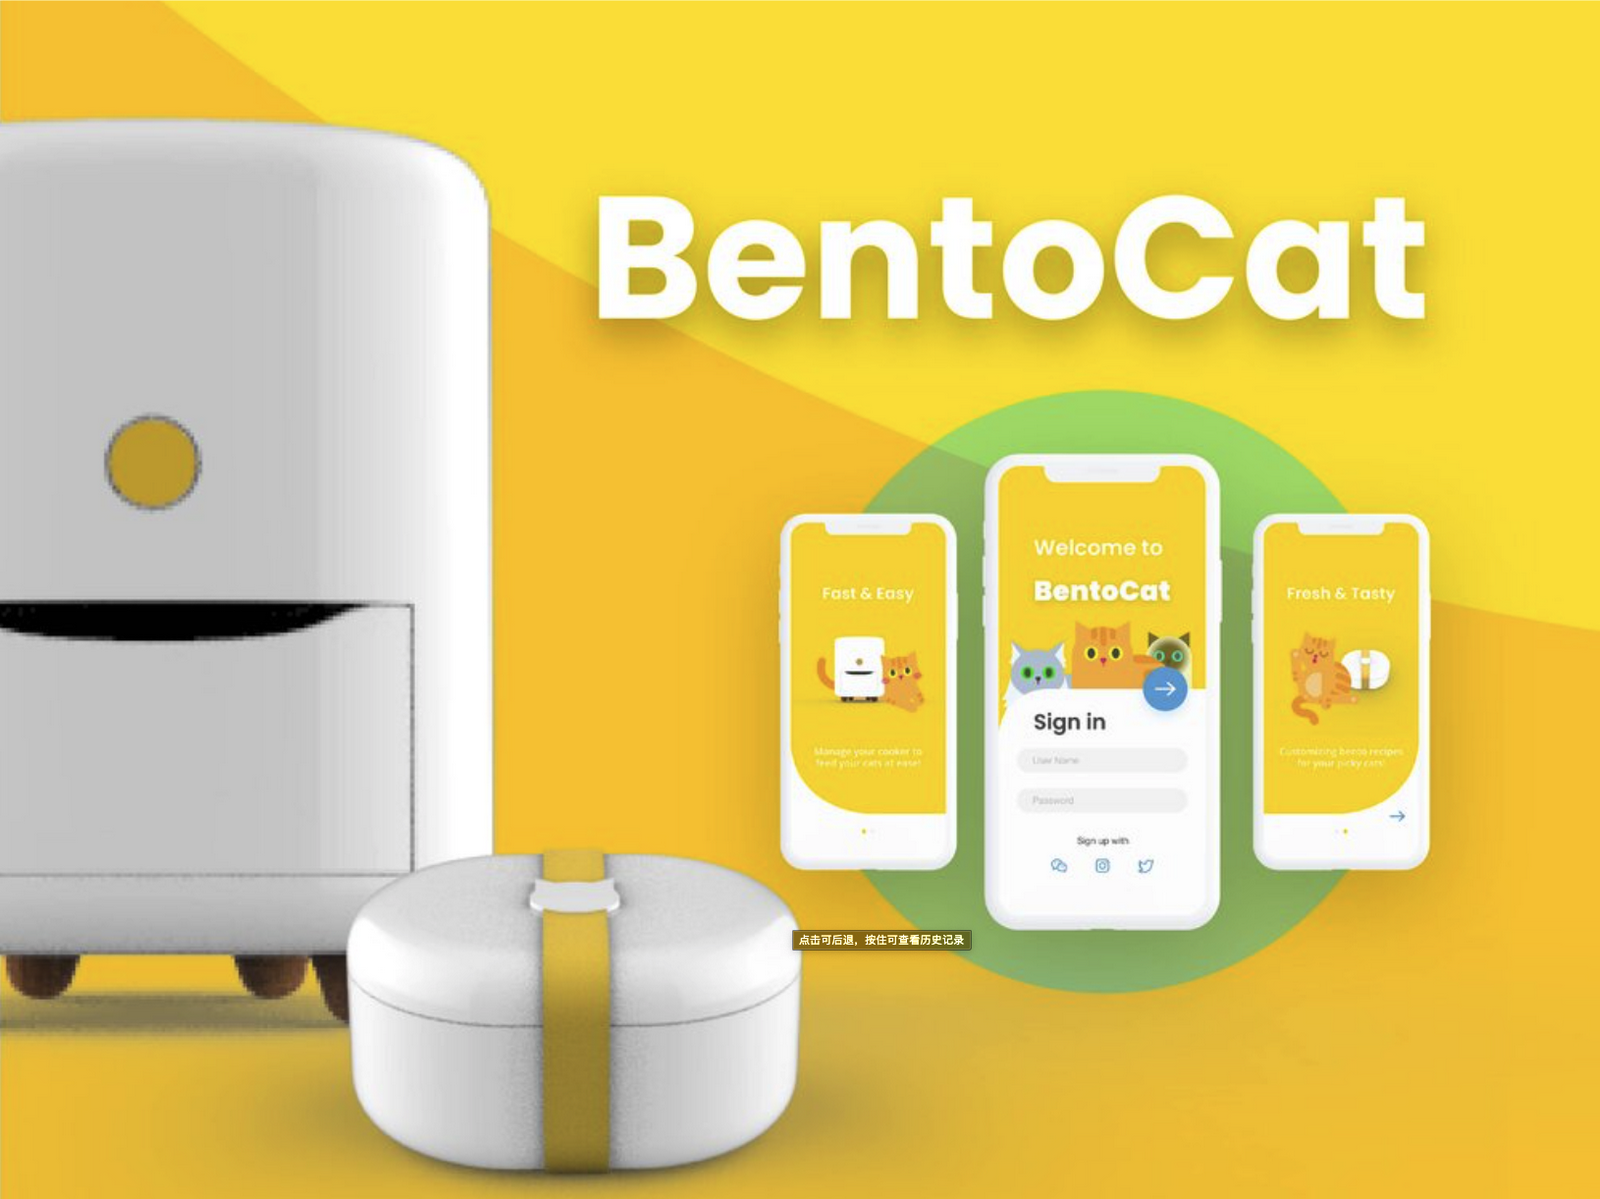 BentoCat
Fast & Easy
Manage your cooker to
feed your cats at ease!
Welcome to
BentoCat
Sign in
User Name
Password
Sign up with
Fresh & Tasty
Customizing bento recipes
for your picky cats!
点击可后退，按住可查看历史记录